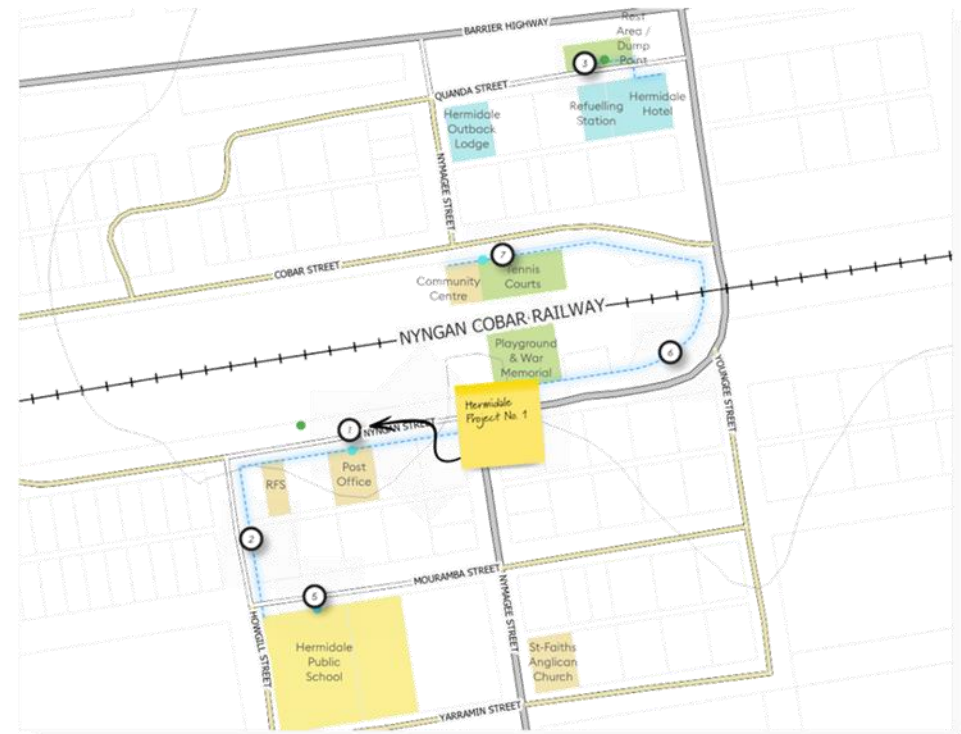 BARRIER HIGHWAY
Rest
Area /
Dump
Point
3
QUANDA STREET
Hermidale
Outback
Lodge
Refuelling
Station
Hermidale
Hotel
NYMAGEE STREET
COBAR STREET
7
Community
Centre
Tennis
Courts
NYNGAN COBAR RAILWAY
Playground
& War
Memorial
6
YOUNGEE STREET
Hermidale
Project No. 1
1
NYNGAN STREET
RFS
Post
Office
2
5
MOURAMBA STREET
NYMAGEE STREET
HOWGILL STREET
Hermidale
Public
School
St-Faiths
Anglican
Church
YARRAMIN STREET